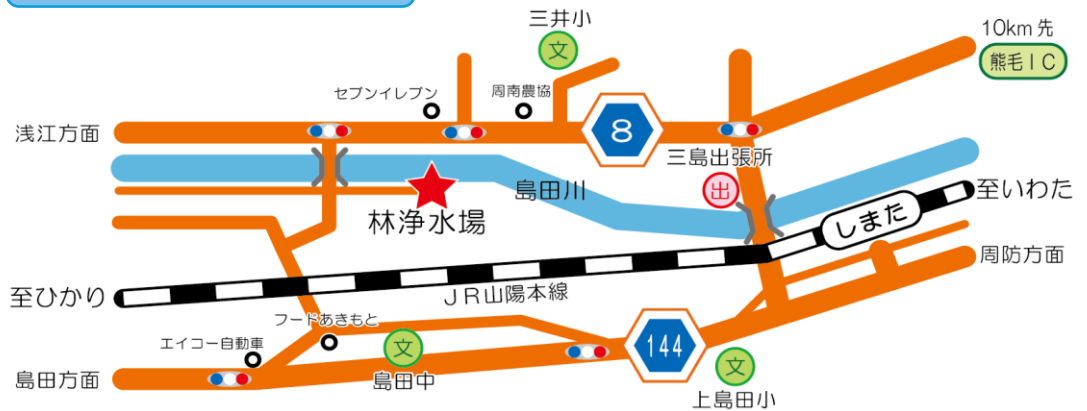 三井小
文
10km先
熊毛IC
セブンイレブン
周南農協
浅江方面
8
三島出張所
出
島田川
至いわた
林浄水場
しまた
周防方面
至ひかり
JR山陽本線
フードあきもと
エイコー自動車
文
144
文
島田方面
島田中
上島田小